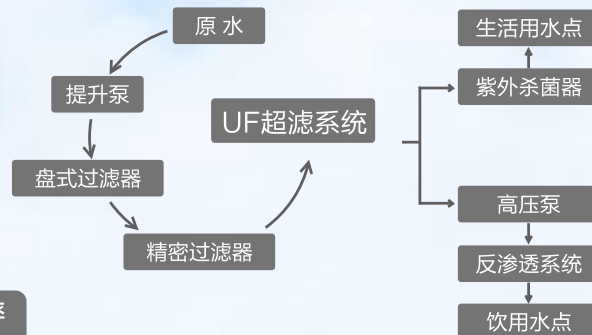 原水
提升泵
盘式过滤器
精密过滤器
UF超滤系统
生活用水点
紫外杀菌器
高压泵
反渗透系统
饮用水点